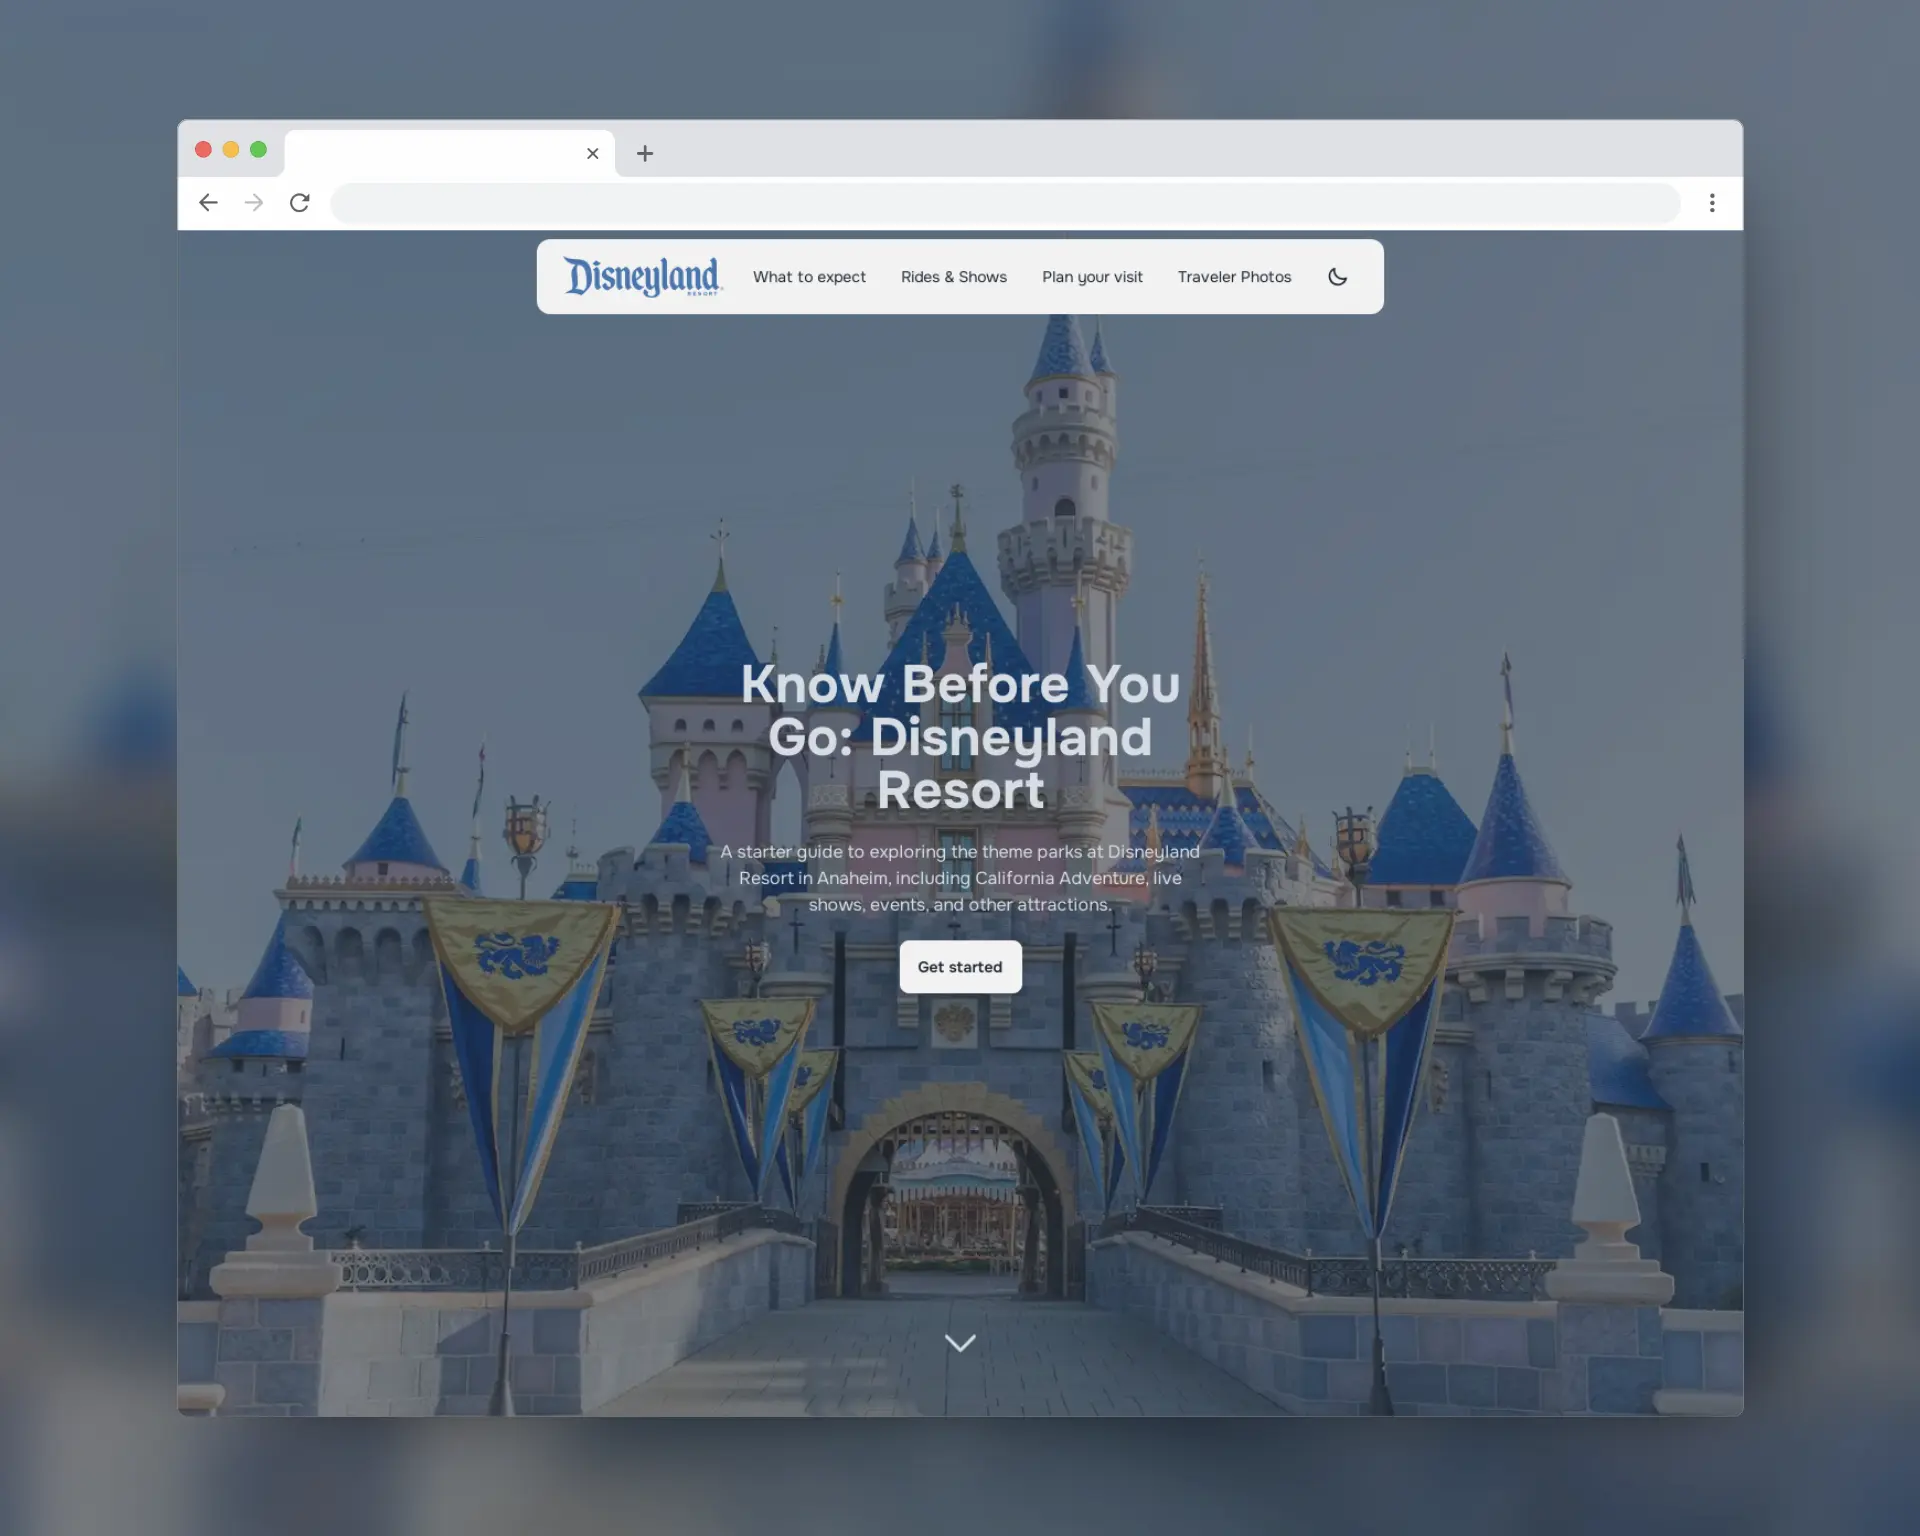 Disneyland
RESORT
What to expect
Rides & Shows
Plan your visit
Traveler Photos
Know Before You
Go: Disneyland
Resort
A starter guide to exploring the theme parks at Disneyland
Resort in Anaheim, including California Adventure, live
shows, events, and other attractions.
Get started